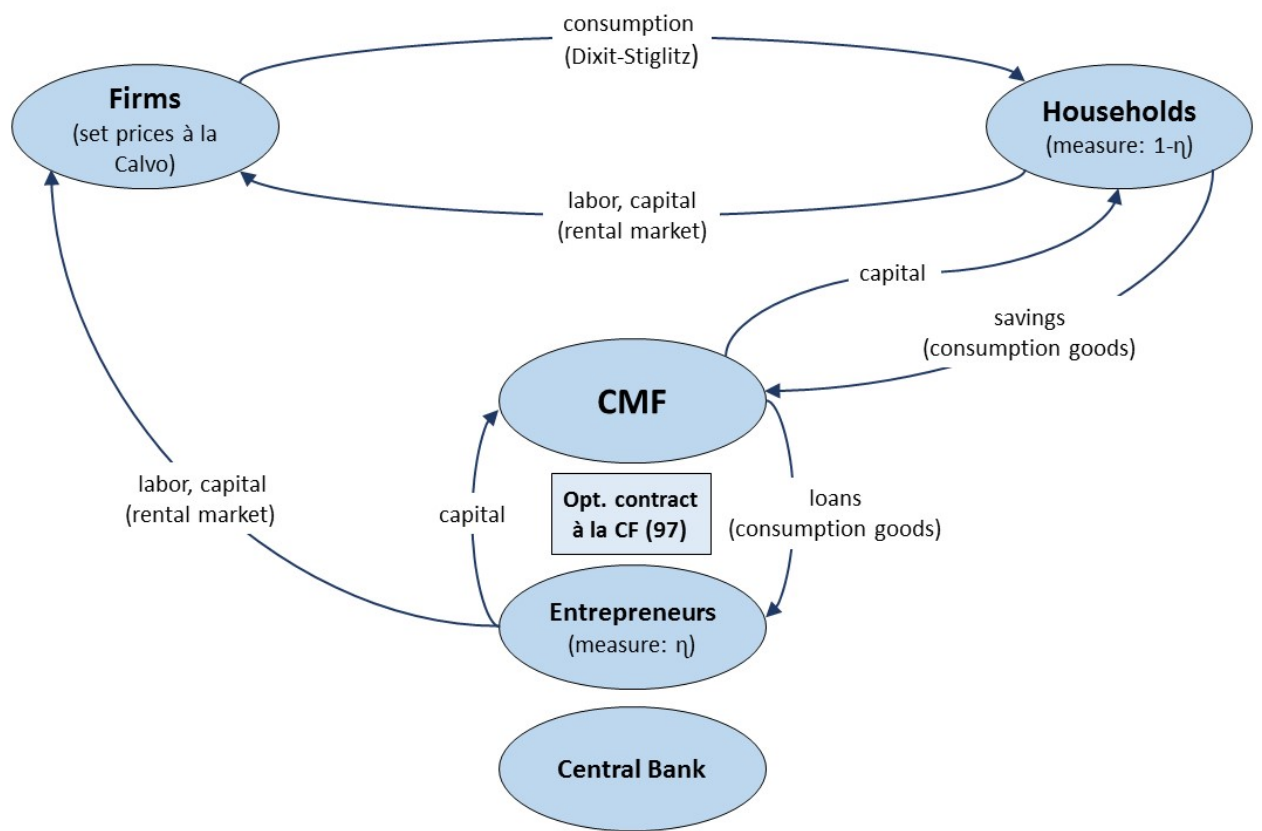 consumption
(Dixit-Stiglitz)
Firms
(set prices à la
Calvo)
Households
(measure: 1-η)
labor, capital
(rental market)
capital
savings
(consumption goods)
CMF
labor, capital
(rental market)
capital
Opt. contract
à la CF (97)
loans
(consumption goods)
Entrepreneurs
(measure: η)
Central Bank